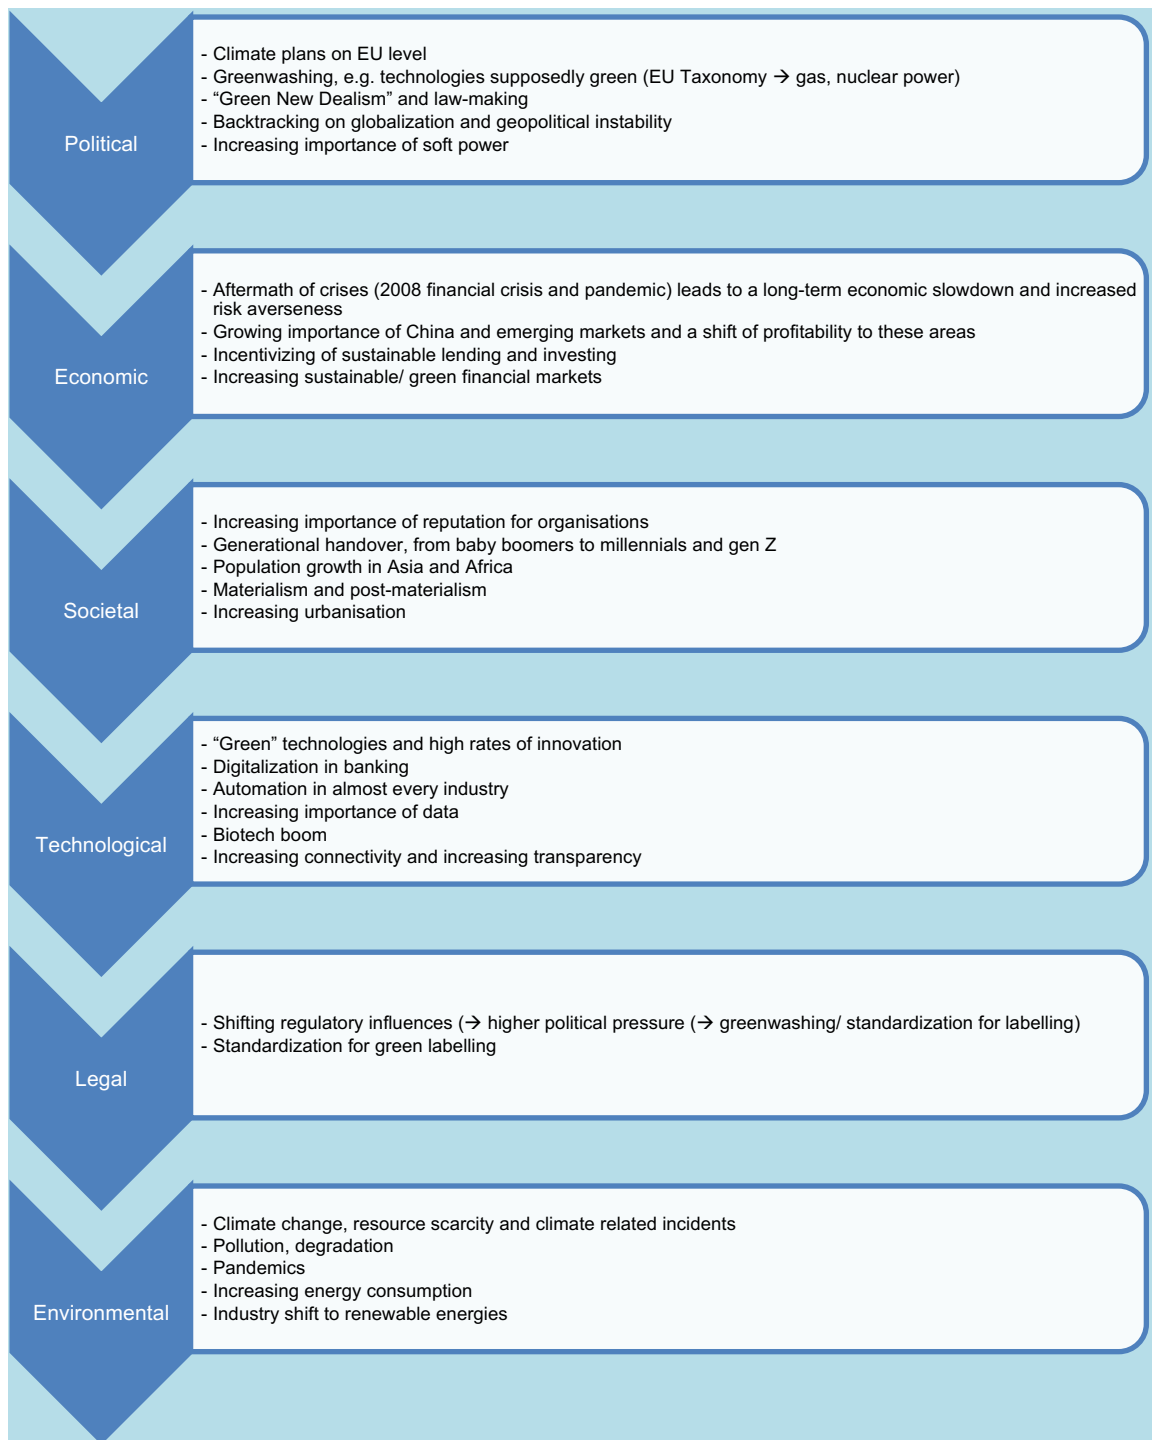 Political
- Climate plans on EU level
- Greenwashing, e.g. technologies supposedly green (EU Taxonomy → gas, nuclear power)
- “Green New Dealism” and law-making
- Backtracking on globalization and geopolitical instability
- Increasing importance of soft power
Economic
- Aftermath of crises (2008 financial crisis and pandemic) leads to a long-term economic slowdown and increased
risk averseness
- Growing importance of China and emerging markets and a shift of profitability to these areas
- Incentivizing of sustainable lending and investing
- Increasing sustainable/ green financial markets
Societal
- Increasing importance of reputation for organisations
- Generational handover, from baby boomers to millennials and gen Z
- Population growth in Asia and Africa
- Materialism and post-materialism
- Increasing urbanisation
Technological
- “Green” technologies and high rates of innovation
- Digitalization in banking
- Automation in almost every industry
- Increasing importance of data
- Biotech boom
- Increasing connectivity and increasing transparency
Legal
- Shifting regulatory influences (→ higher political pressure (→ greenwashing/ standardization for labelling)
- Standardization for green labelling
Environmental
- Climate change, resource scarcity and climate related incidents
- Pollution, degradation
- Pandemics
- Increasing energy consumption
- Industry shift to renewable energies